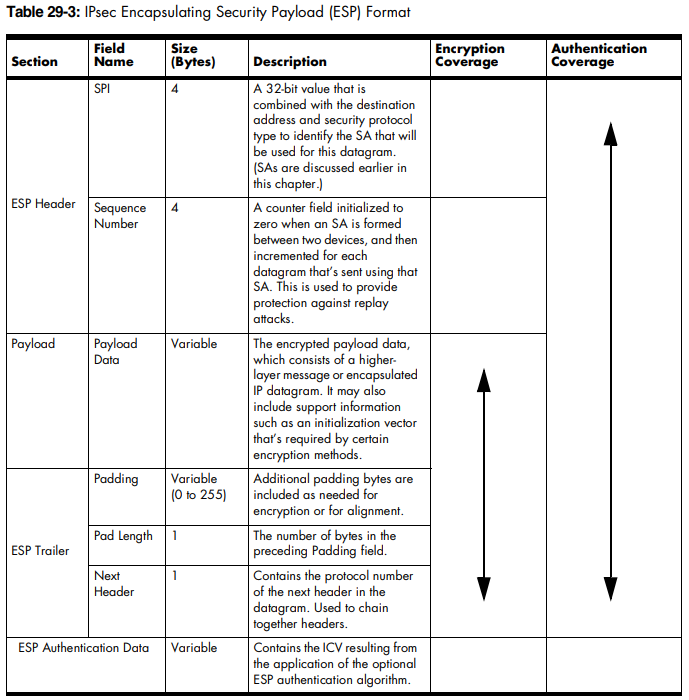 Table 29-3: IPsec Encapsulating Security Payload (ESP) Format
Section
Field
Name
Size
(Bytes)
Description
Encryption
Coverage
Authentication
Coverage
ESP Header
SPI
4
A 32-bit value that is
combined with the destination
address and security protocol
type to identify the SA that will
be used for this datagram.
(SAs are discussed earlier in
this chapter.)
Sequence
Number
4
A counter field initialized to
zero when an SA is formed
between two devices, and then
incremented for each
datagram that's sent using that
SA. This is used to provide
protection against replay
attacks.
Payload
Payload
Data
Variable
The encrypted payload data,
which consists of a higher-
layer message or encapsulated
IP datagram. It may also
include support information
such as an initialization vector
that's required by certain
encryption methods.
ESP Trailer
Padding
Variable
(0 to 255)
Additional padding bytes are
included as needed for
encryption or for alignment.
Pad Length
1
The number of bytes in the
preceding Padding field.
Next
Header
1
Contains the protocol number
of the next header in the
datagram. Used to chain
together headers.
ESP Authentication Data
Variable
Contains the ICV resulting from
the application of the optional
ESP authentication algorithm.